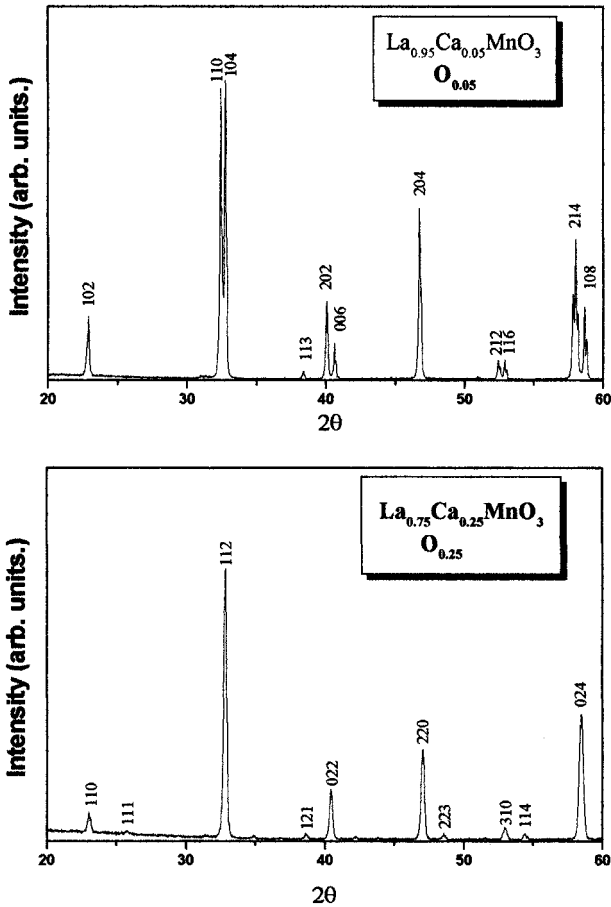 La0.95Ca0.05MnO3
O0.05
Intensity (arb. units.)
102
110
104
113
202
006
204
212
116
214
108
20 30 40 50 60
2θ
La0.75Ca0.25MnO3
O0.25
Intensity (arb. units.)
110
111
112
121
022
220
223
310
114
024
20 30 40 50 60
2θ